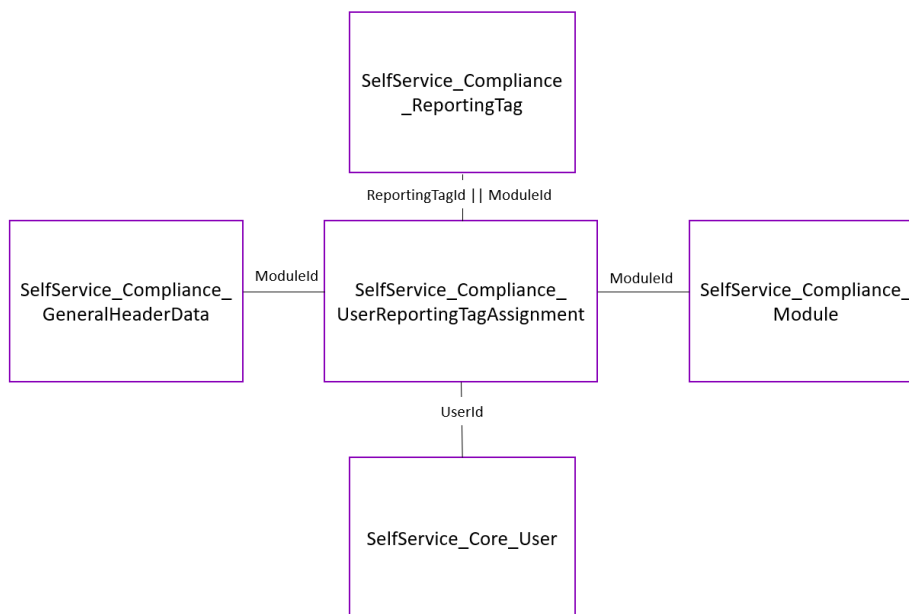 SelfService_Compliance
_ReportingTag
ReportingTagId || ModuleId
SelfService_Compliance_
GeneralHeaderData
ModuleId
SelfService_Compliance_
UserReportingTagAssignment
ModuleId
SelfService_Compliance_
Module
UserId
SelfService_Core_User